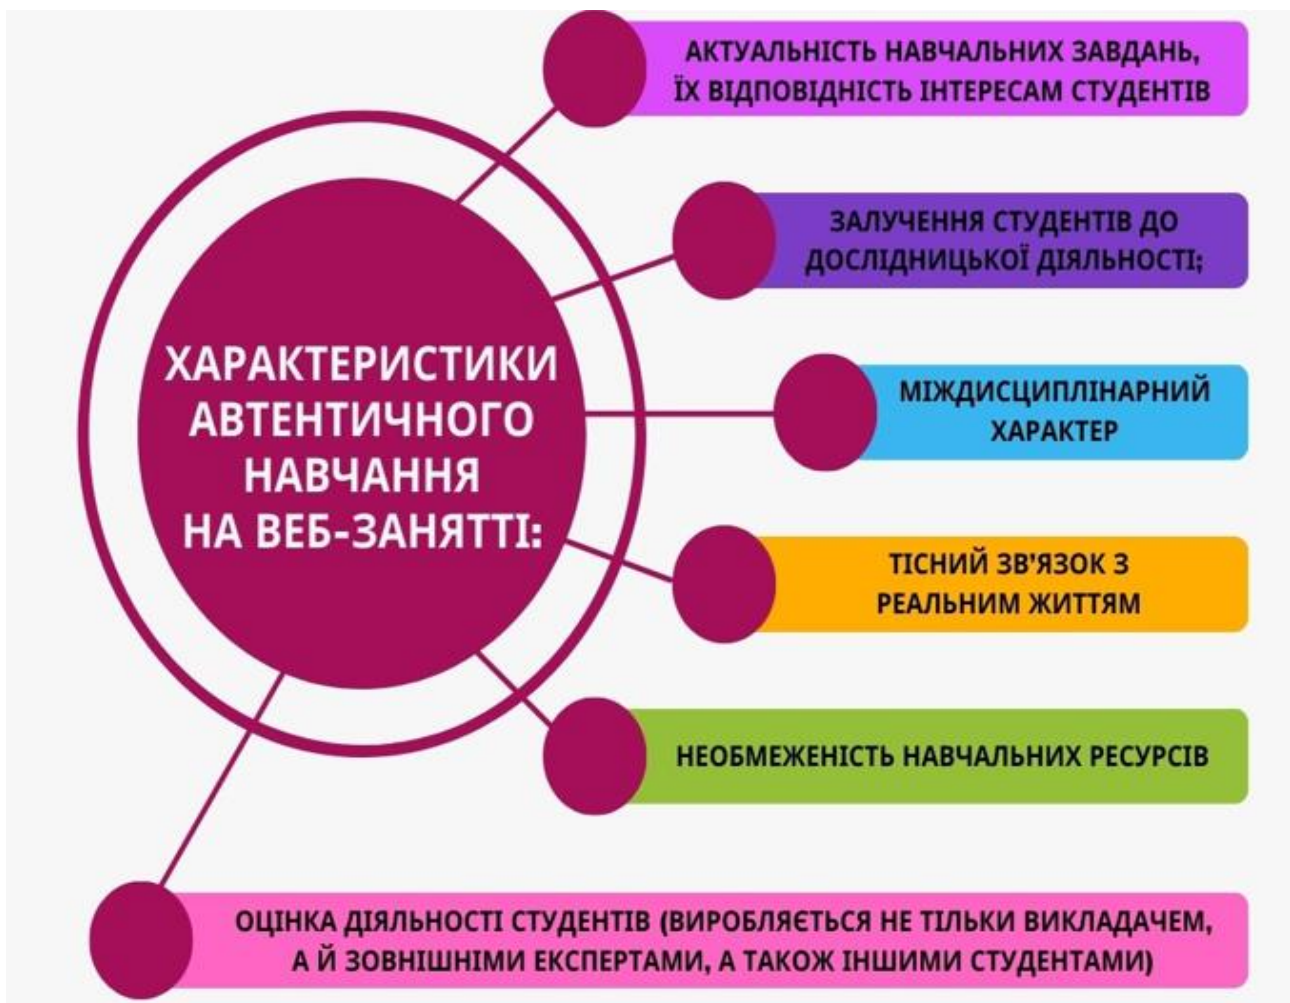 ХАРАКТЕРИСТИКИ
АВТЕНТИЧНОГО
НАВЧАННЯ
НА ВЕБ-ЗАНЯТТІ:
АКТУАЛЬНІСТЬ НАВЧАЛЬНИХ ЗАВДАНЬ,
ЇХ ВІДПОВІДНІСТЬ ІНТЕРЕСАМ СТУДЕНТІВ
ЗАЛУЧЕННЯ СТУДЕНТІВ ДО
ДОСЛІДНИЦЬКОЇ ДІЯЛЬНОСТІ;
МІЖДИСЦИПЛІНАРНИЙ
ХАРАКТЕР
ТІСНИЙ ЗВ'ЯЗОК З
РЕАЛЬНИМ ЖИТТЯМ
НЕОБМЕЖЕНІСТЬ НАВЧАЛЬНИХ РЕСУРСІВ
ОЦІНКА ДІЯЛЬНОСТІ СТУДЕНТІВ (ВИРОБЛЯЄТЬСЯ НЕ ТІЛЬКИ ВИКЛАДАЧЕМ,
А Й ЗОВНІШНІМИ ЕКСПЕРТАМИ, А ТАКОЖ ІНШИМИ СТУДЕНТАМИ)